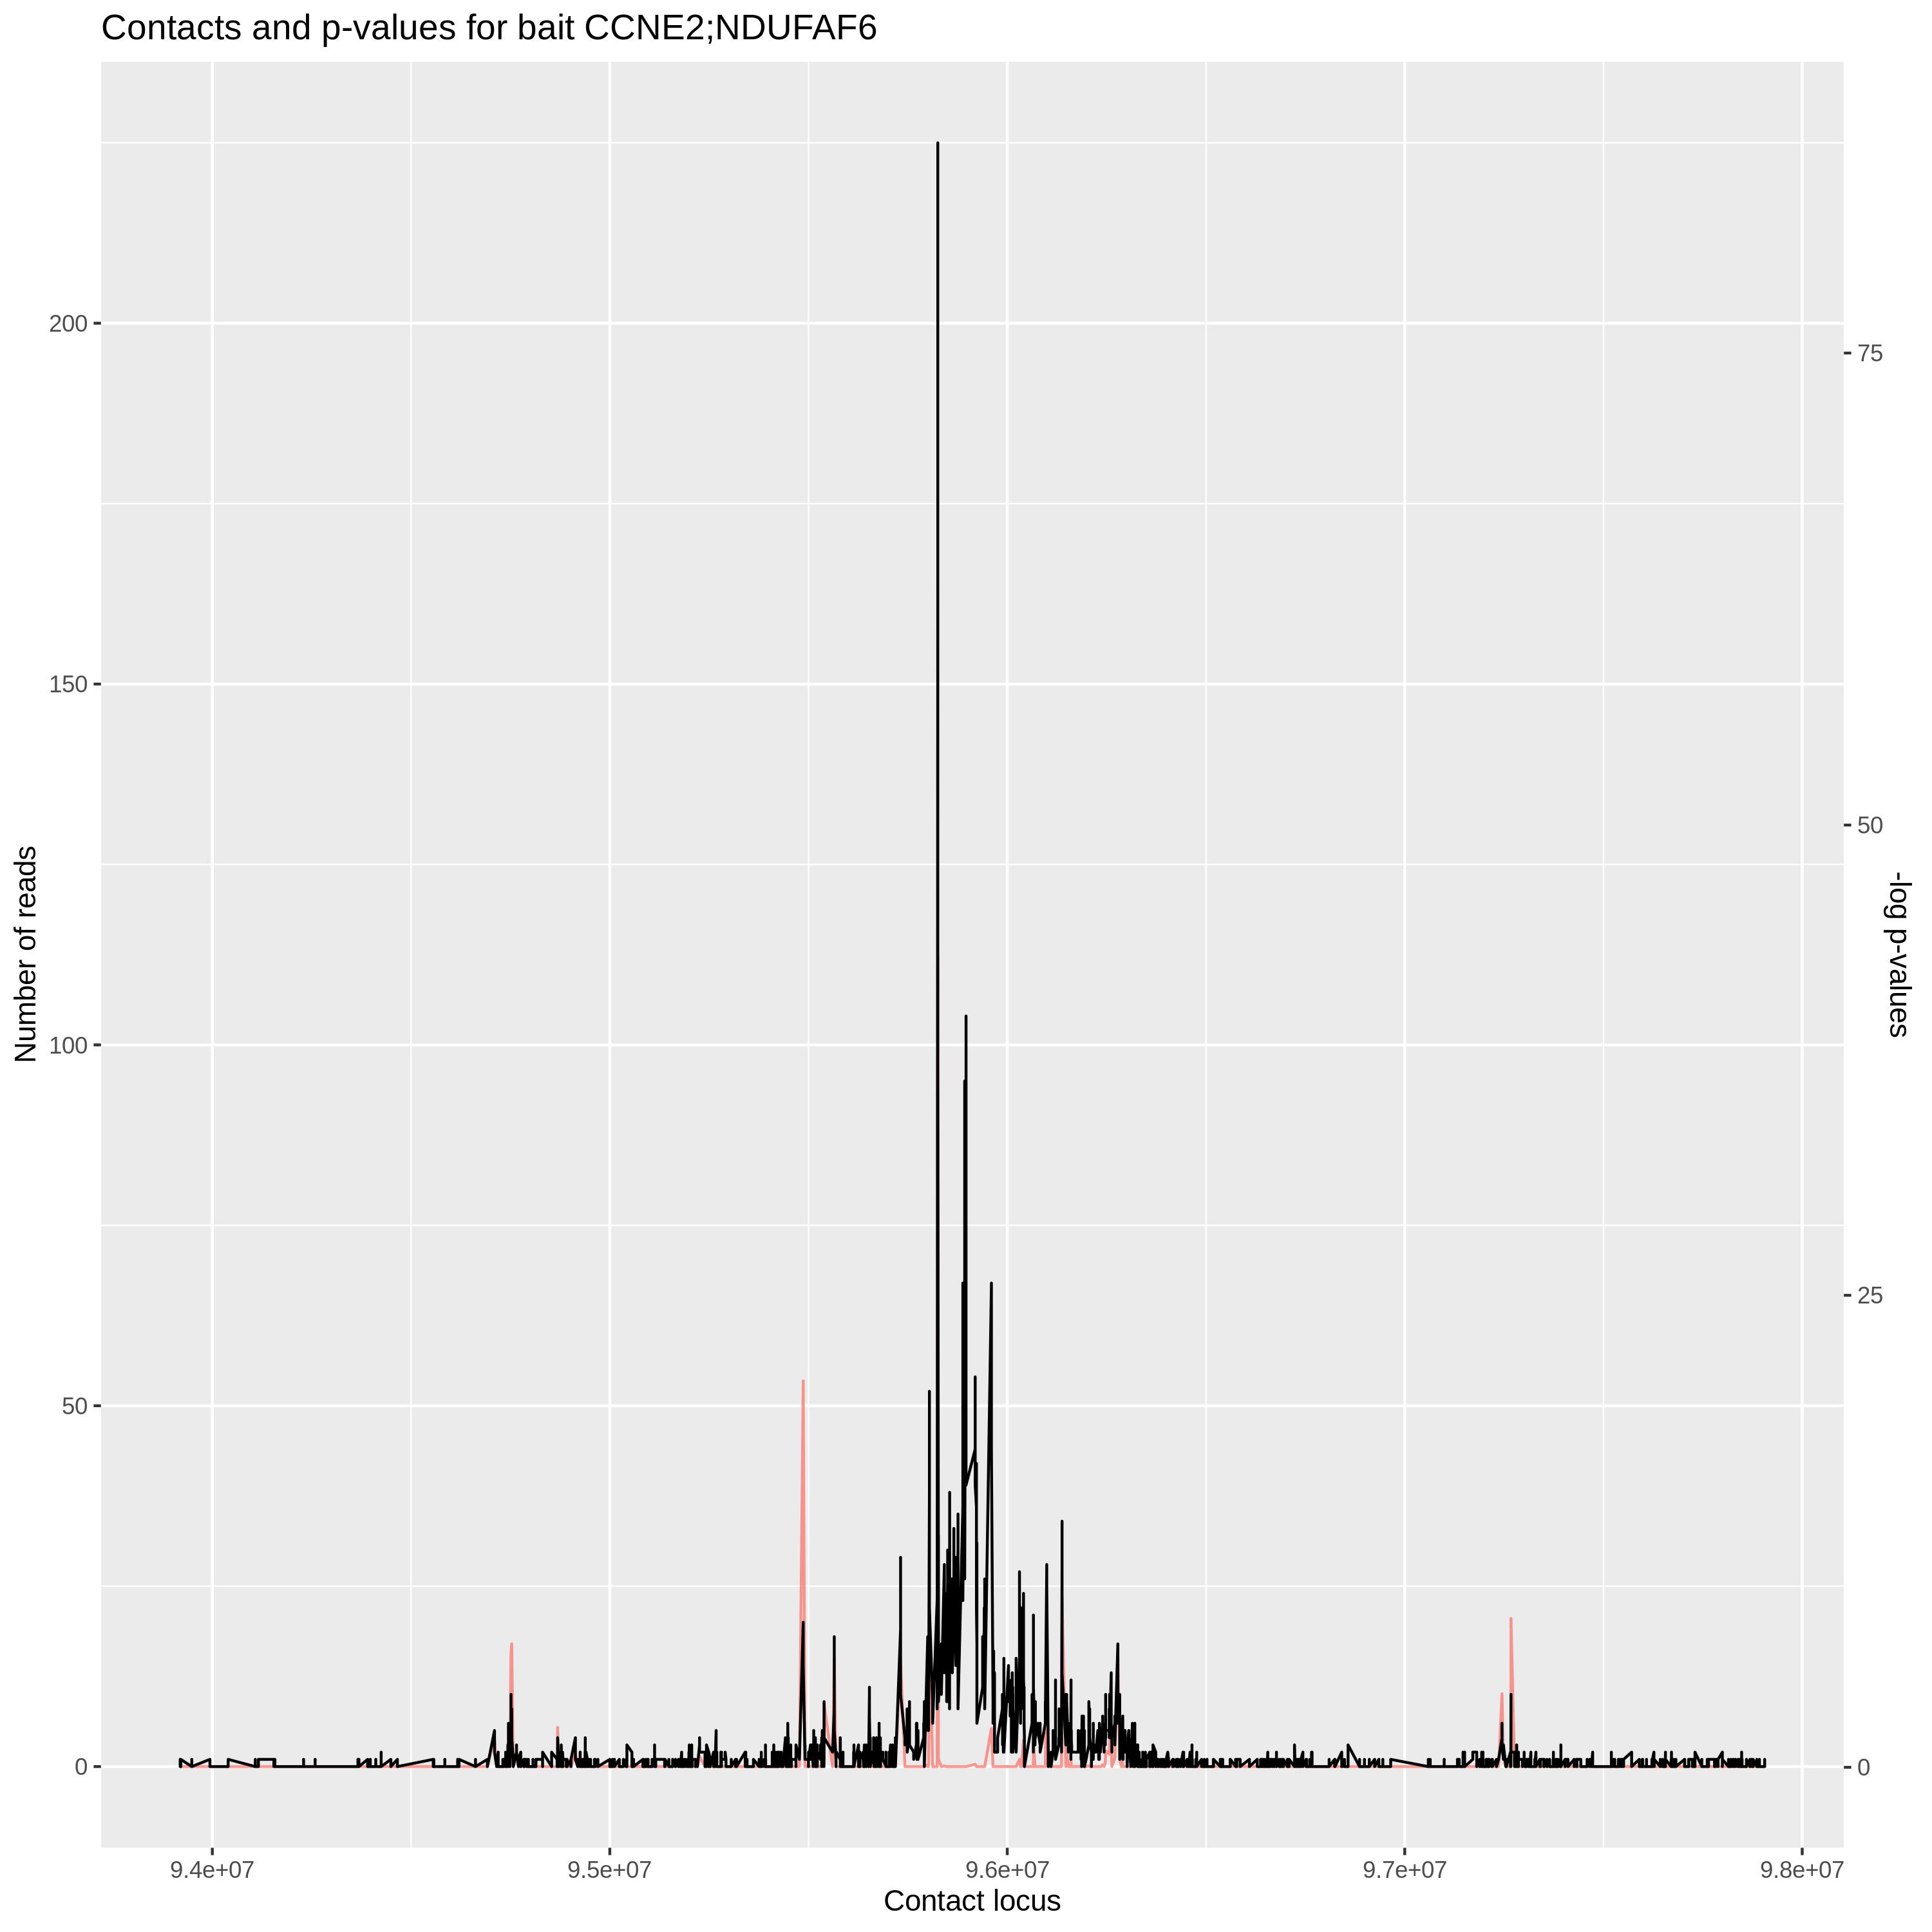 Contacts and p-values for bait CCNE2;NDUFAF6
200
150
100
50
0
Number of reads
75
50
25
0
-log p-values
9.4e+07 9.5e+07 9.6e+07 9.7e+07 9.8e+07
Contact locus